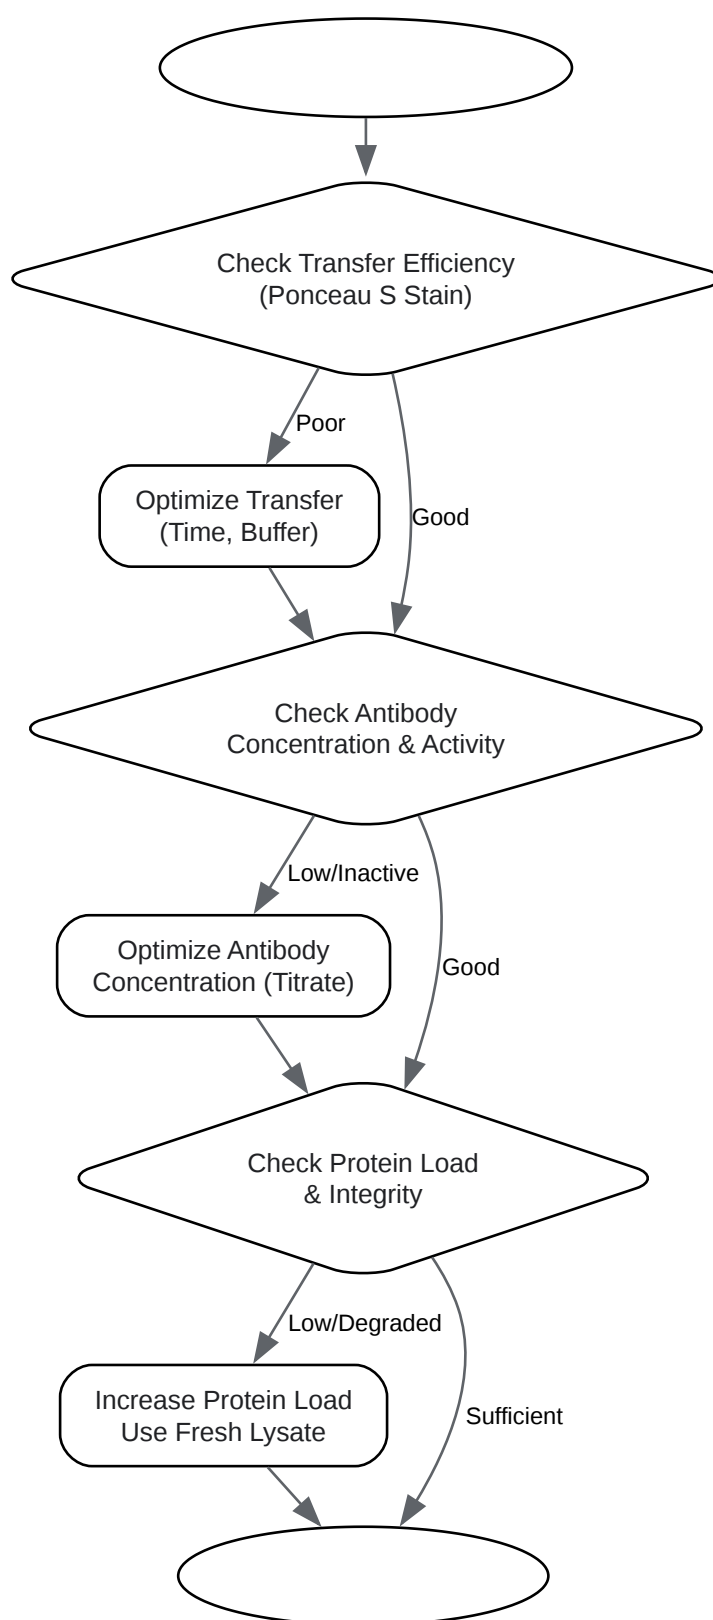 Check Transfer Efficiency
(Ponceau S Stain)
Poor
Optimize Transfer
(Time, Buffer)
Good
Check Antibody
Concentration & Activity
Low/Inactive
Optimize Antibody
Concentration (Titrate)
Good
Check Protein Load
& Integrity
Low/Degraded
Increase Protein Load
Use Fresh Lysate
Sufficient